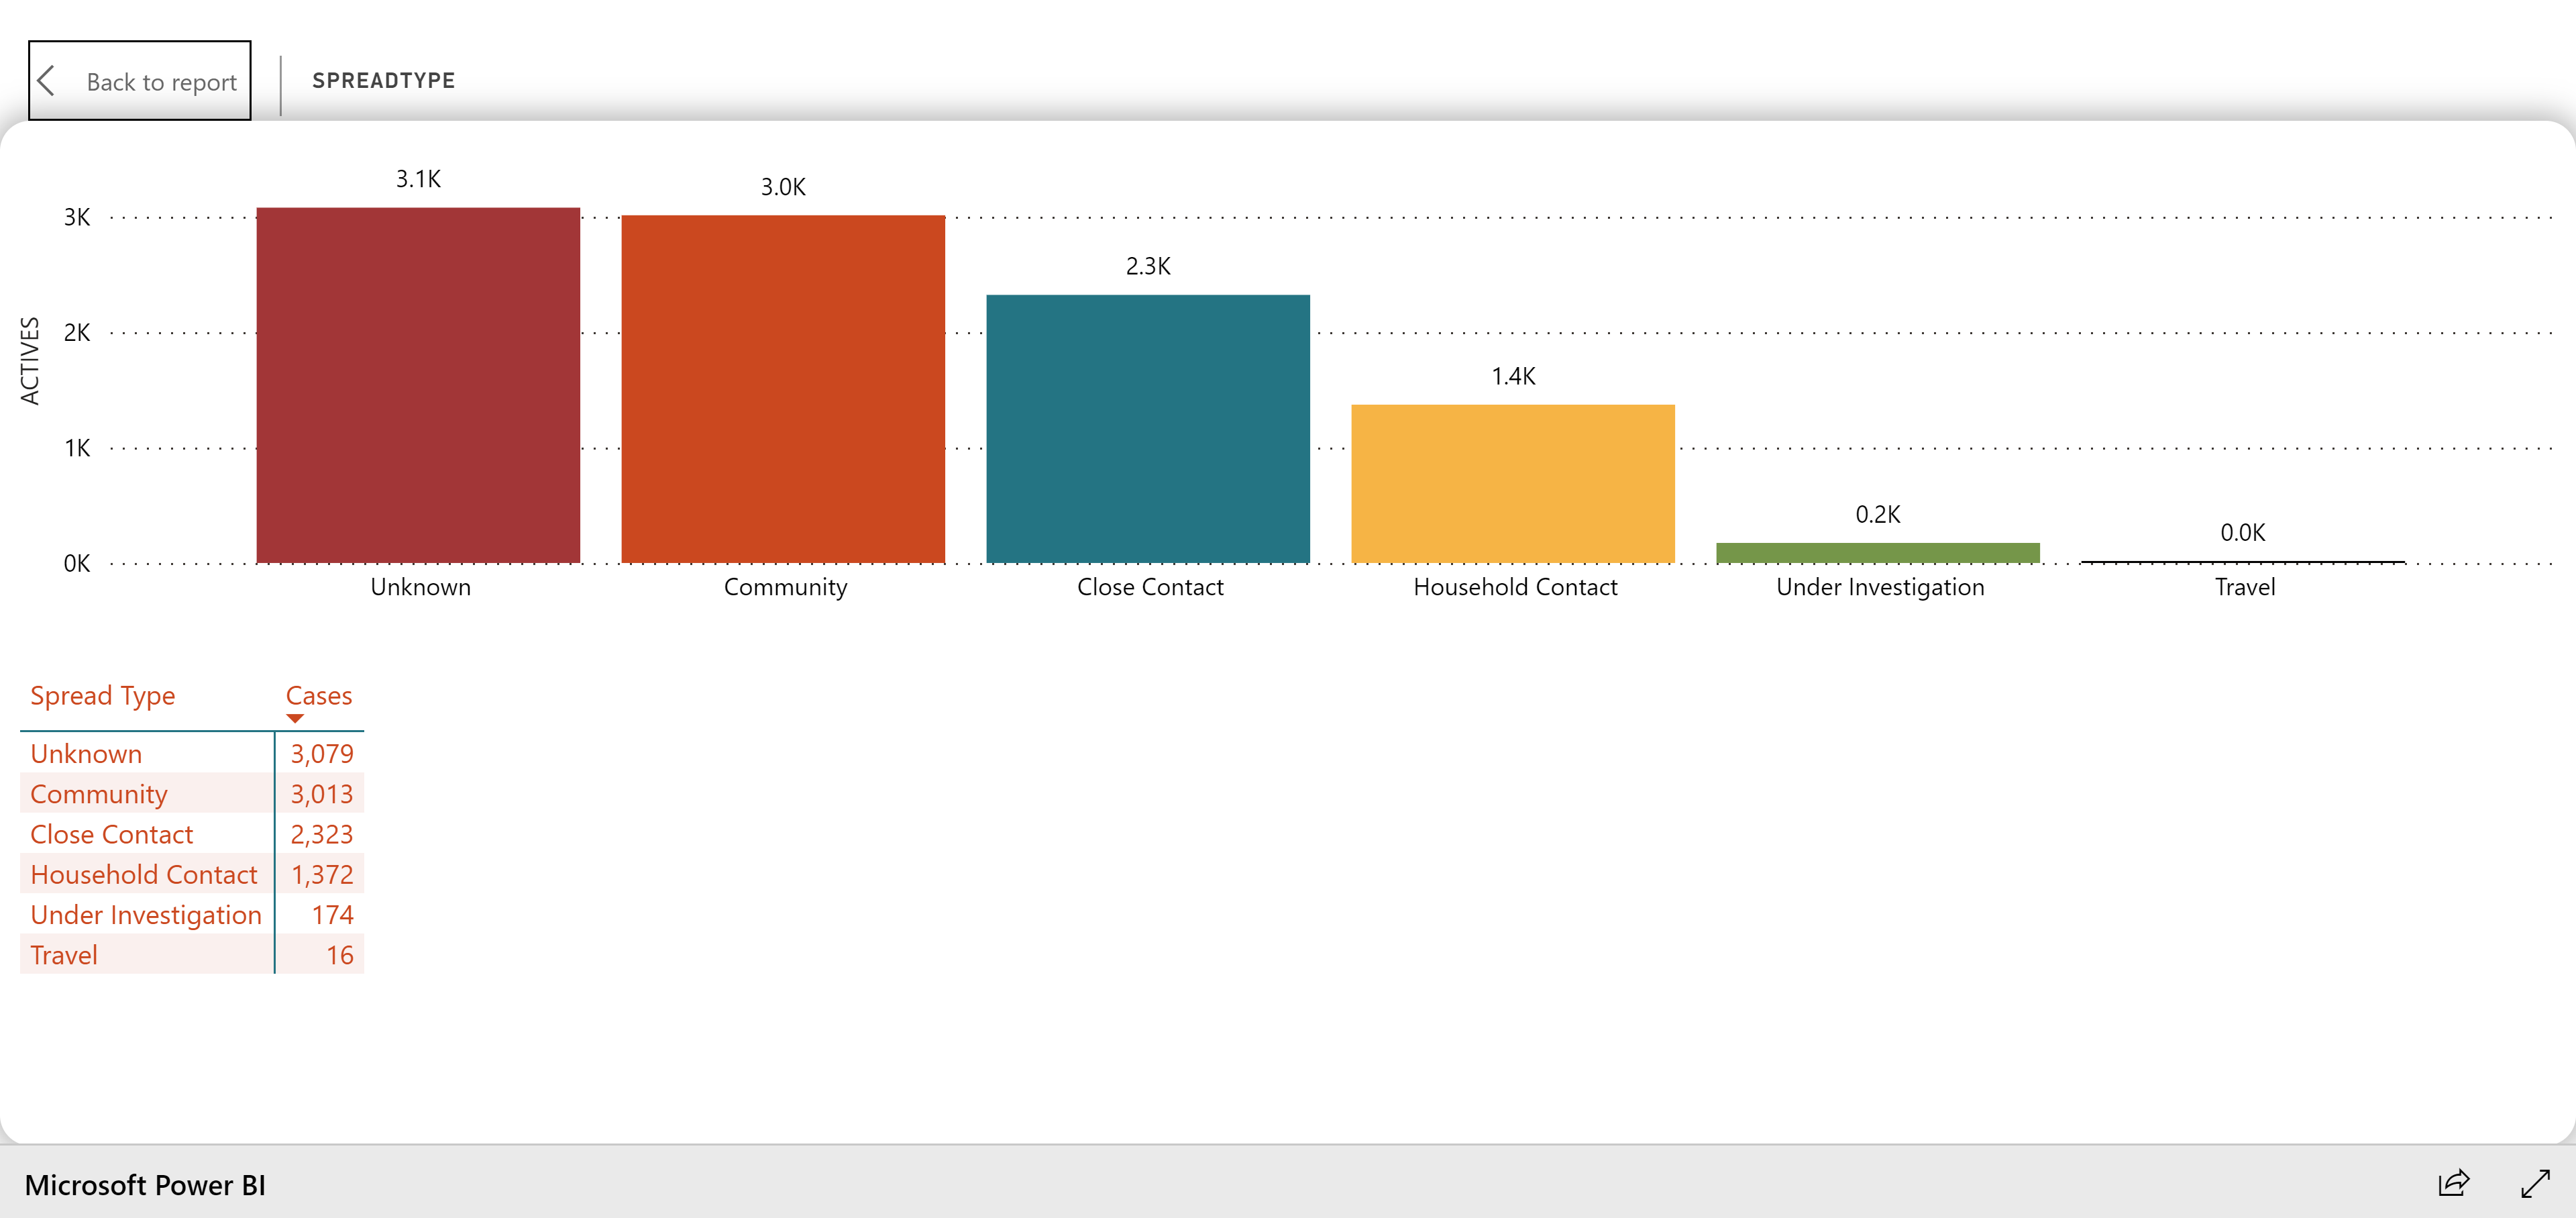 Back to report
SPREADTYPE
3.1K
3.0K
3K
2.3K
2K
ACTIVES
1.4K
1K
0.2K
0.0K
0K
Unknown Community Close Contact Household Contact Under Investigation Travel
Spread Type Cases
Unknown 3,079
Community 3,013
Close Contact 2,323
Household Contact 1,372
Under Investigation 174
Travel 16
Microsoft Power BI